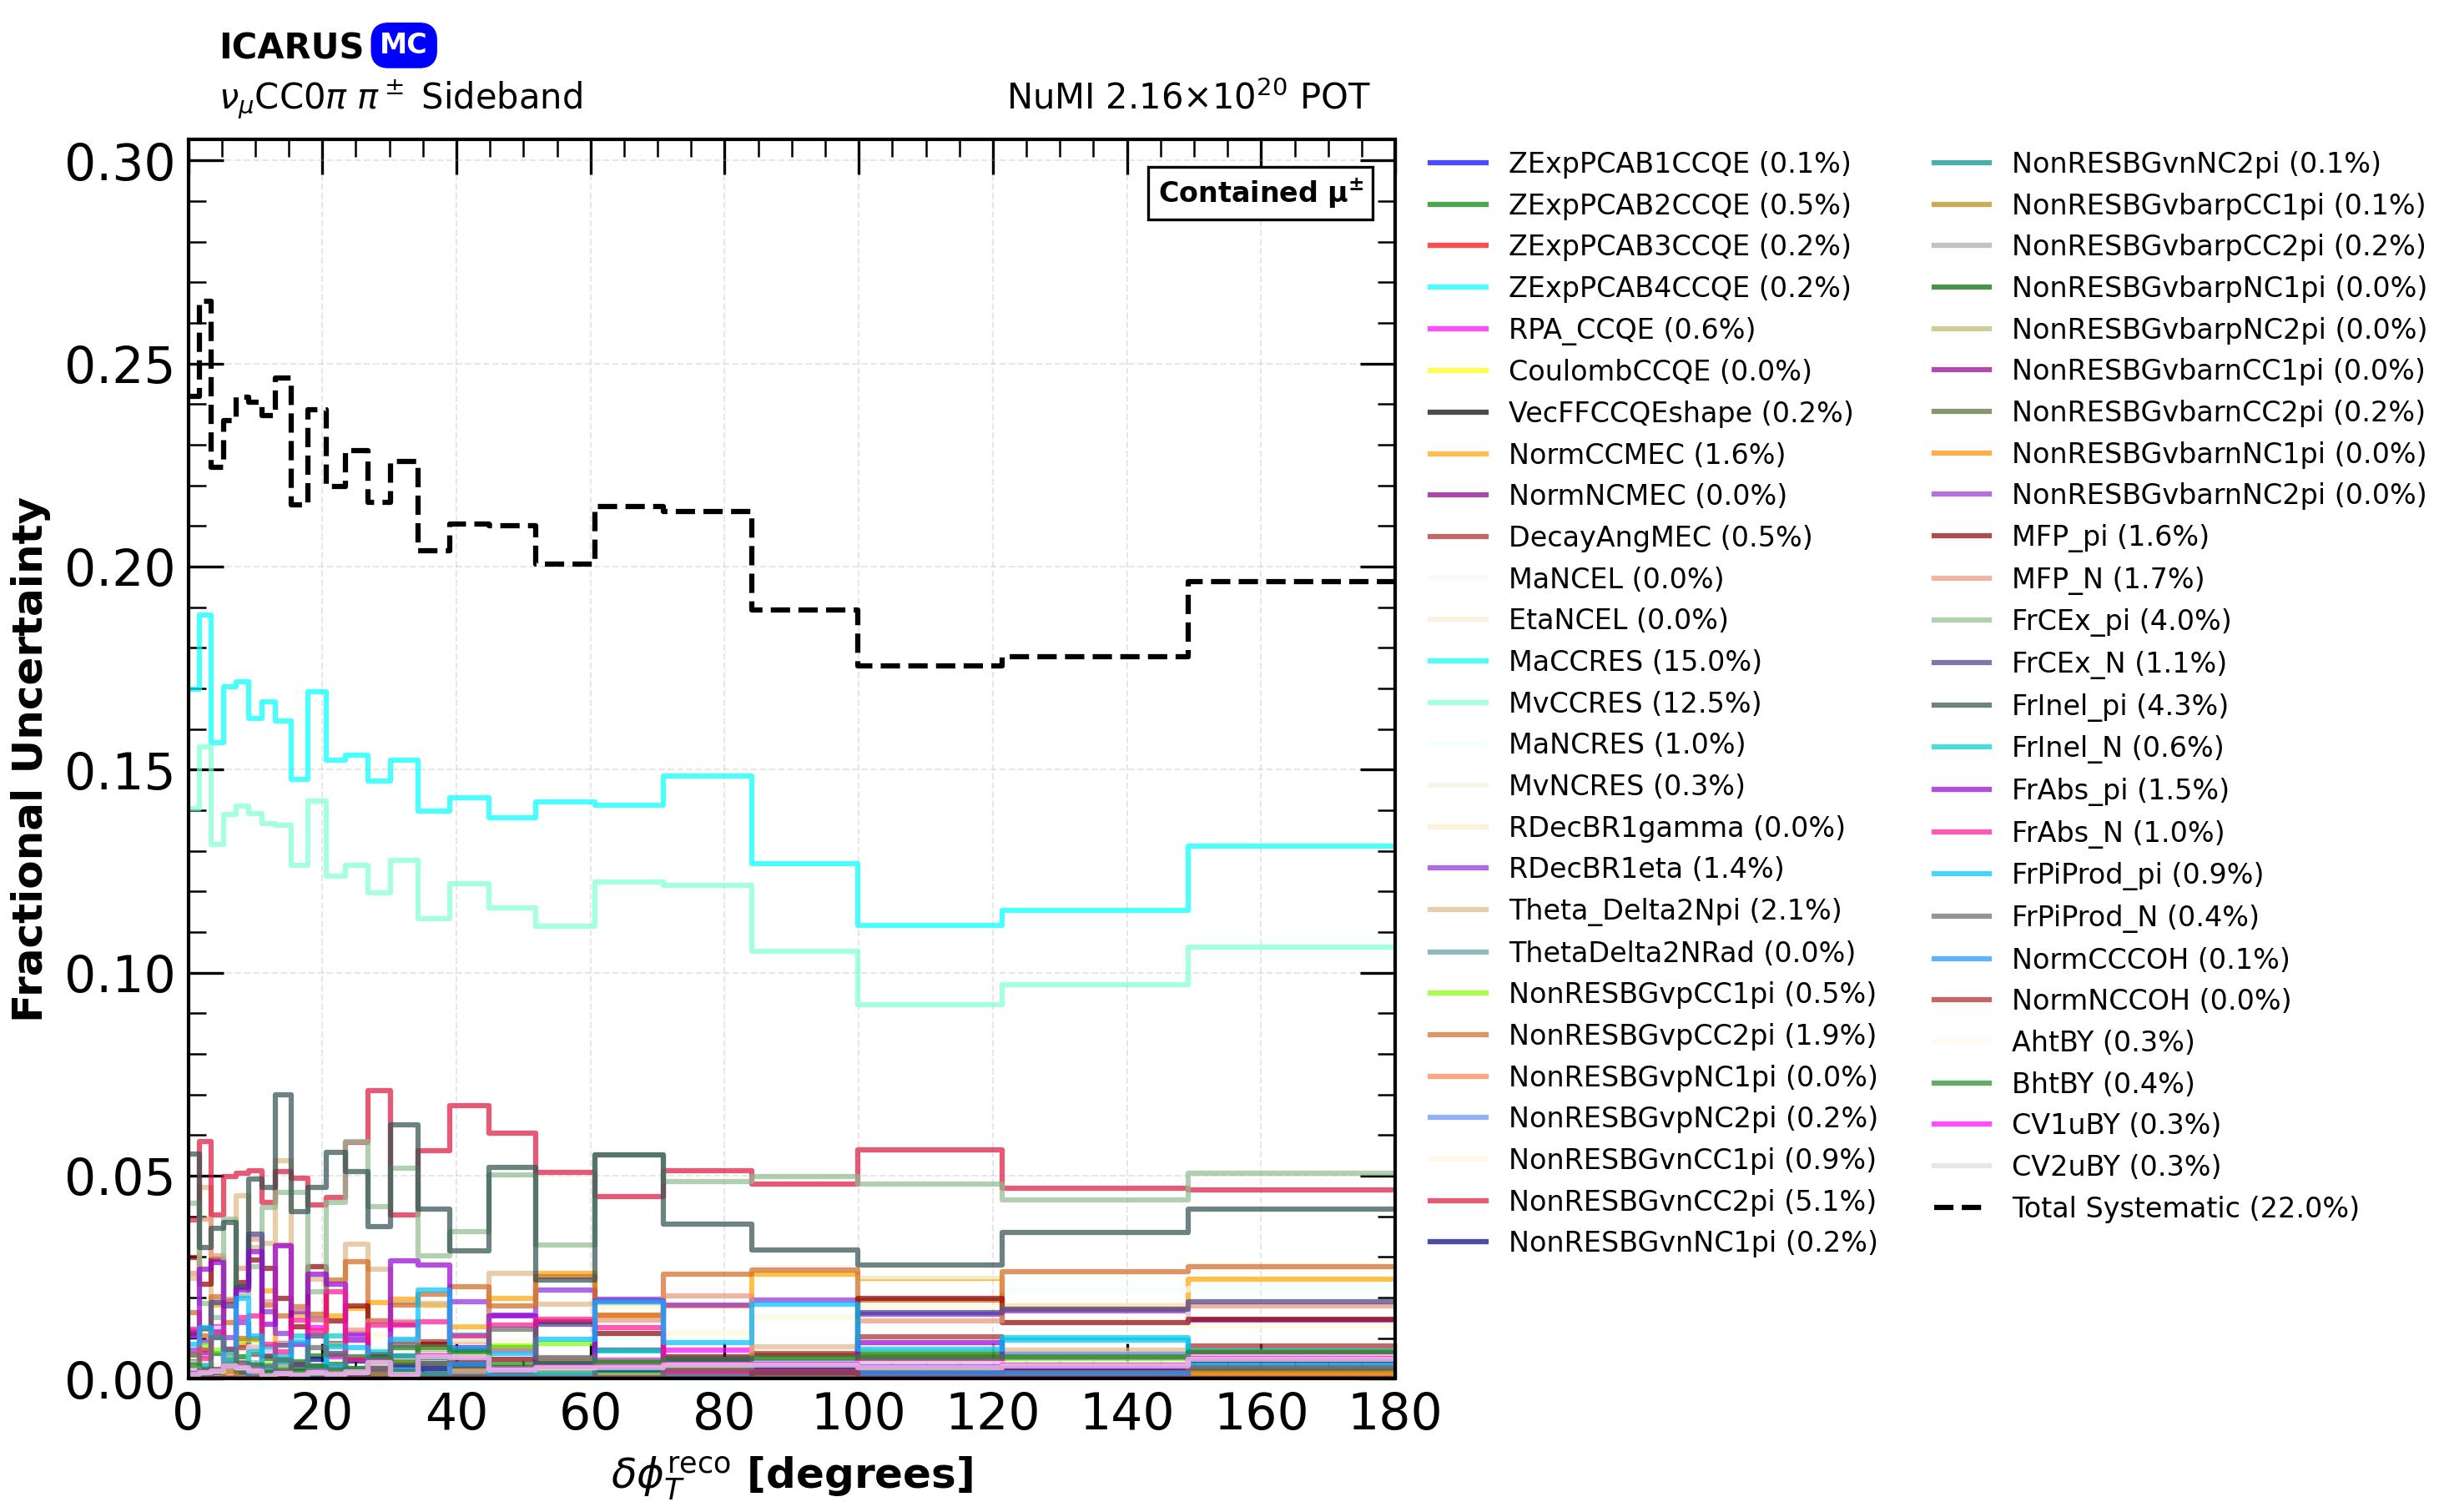 ICARUS MC
νμCC0π π± Sideband
NuMI 2.16×10²⁰ POT
Contained μ±
Fractional Uncertainty
0.30
0.25
0.20
0.15
0.10
0.05
0.00
0 20 40 60 80 100 120 140 160 180
δϕ_T^reco [degrees]
ZExpPCAB1CCQE (0.1%)
ZExpPCAB2CCQE (0.5%)
ZExpPCAB3CCQE (0.2%)
ZExpPCAB4CCQE (0.2%)
RPA_CCQE (0.6%)
CoulombCCQE (0.0%)
VecFFCCQEshape (0.2%)
NormCCMEC (1.6%)
NormNCMEC (0.0%)
DecayAngMEC (0.5%)
MaNCEL (0.0%)
EtaNCEL (0.0%)
MaCCRES (15.0%)
MvCCRES (12.5%)
MaNCRES (1.0%)
MvNCRES (0.3%)
RDecBR1gamma (0.0%)
RDecBR1eta (1.4%)
Theta_Delta2Npi (2.1%)
ThetaDelta2NRad (0.0%)
NonRESBGvpCC1pi (0.5%)
NonRESBGvpCC2pi (1.9%)
NonRESBGvpNC1pi (0.0%)
NonRESBGvpNC2pi (0.2%)
NonRESBGvnCC1pi (0.9%)
NonRESBGvnCC2pi (5.1%)
NonRESBGvnNC1pi (0.2%)
NonRESBGvnNC2pi (0.1%)
NonRESBGvbarpCC1pi (0.1%)
NonRESBGvbarpCC2pi (0.2%)
NonRESBGvbarpNC1pi (0.0%)
NonRESBGvbarpNC2pi (0.0%)
NonRESBGvbarnCC1pi (0.0%)
NonRESBGvbarnCC2pi (0.2%)
NonRESBGvbarnNC1pi (0.0%)
NonRESBGvbarnNC2pi (0.0%)
MFP_pi (1.6%)
MFP_N (1.7%)
FrCEx_pi (4.0%)
FrCEx_N (1.1%)
FrInel_pi (4.3%)
FrInel_N (0.6%)
FrAbs_pi (1.5%)
FrAbs_N (1.0%)
FrPiProd_pi (0.9%)
FrPiProd_N (0.4%)
NormCCCOH (0.1%)
NormNCCOH (0.0%)
AhtBY (0.3%)
BhtBY (0.4%)
CV1uBY (0.3%)
CV2uBY (0.3%)
Total Systematic (22.0%)